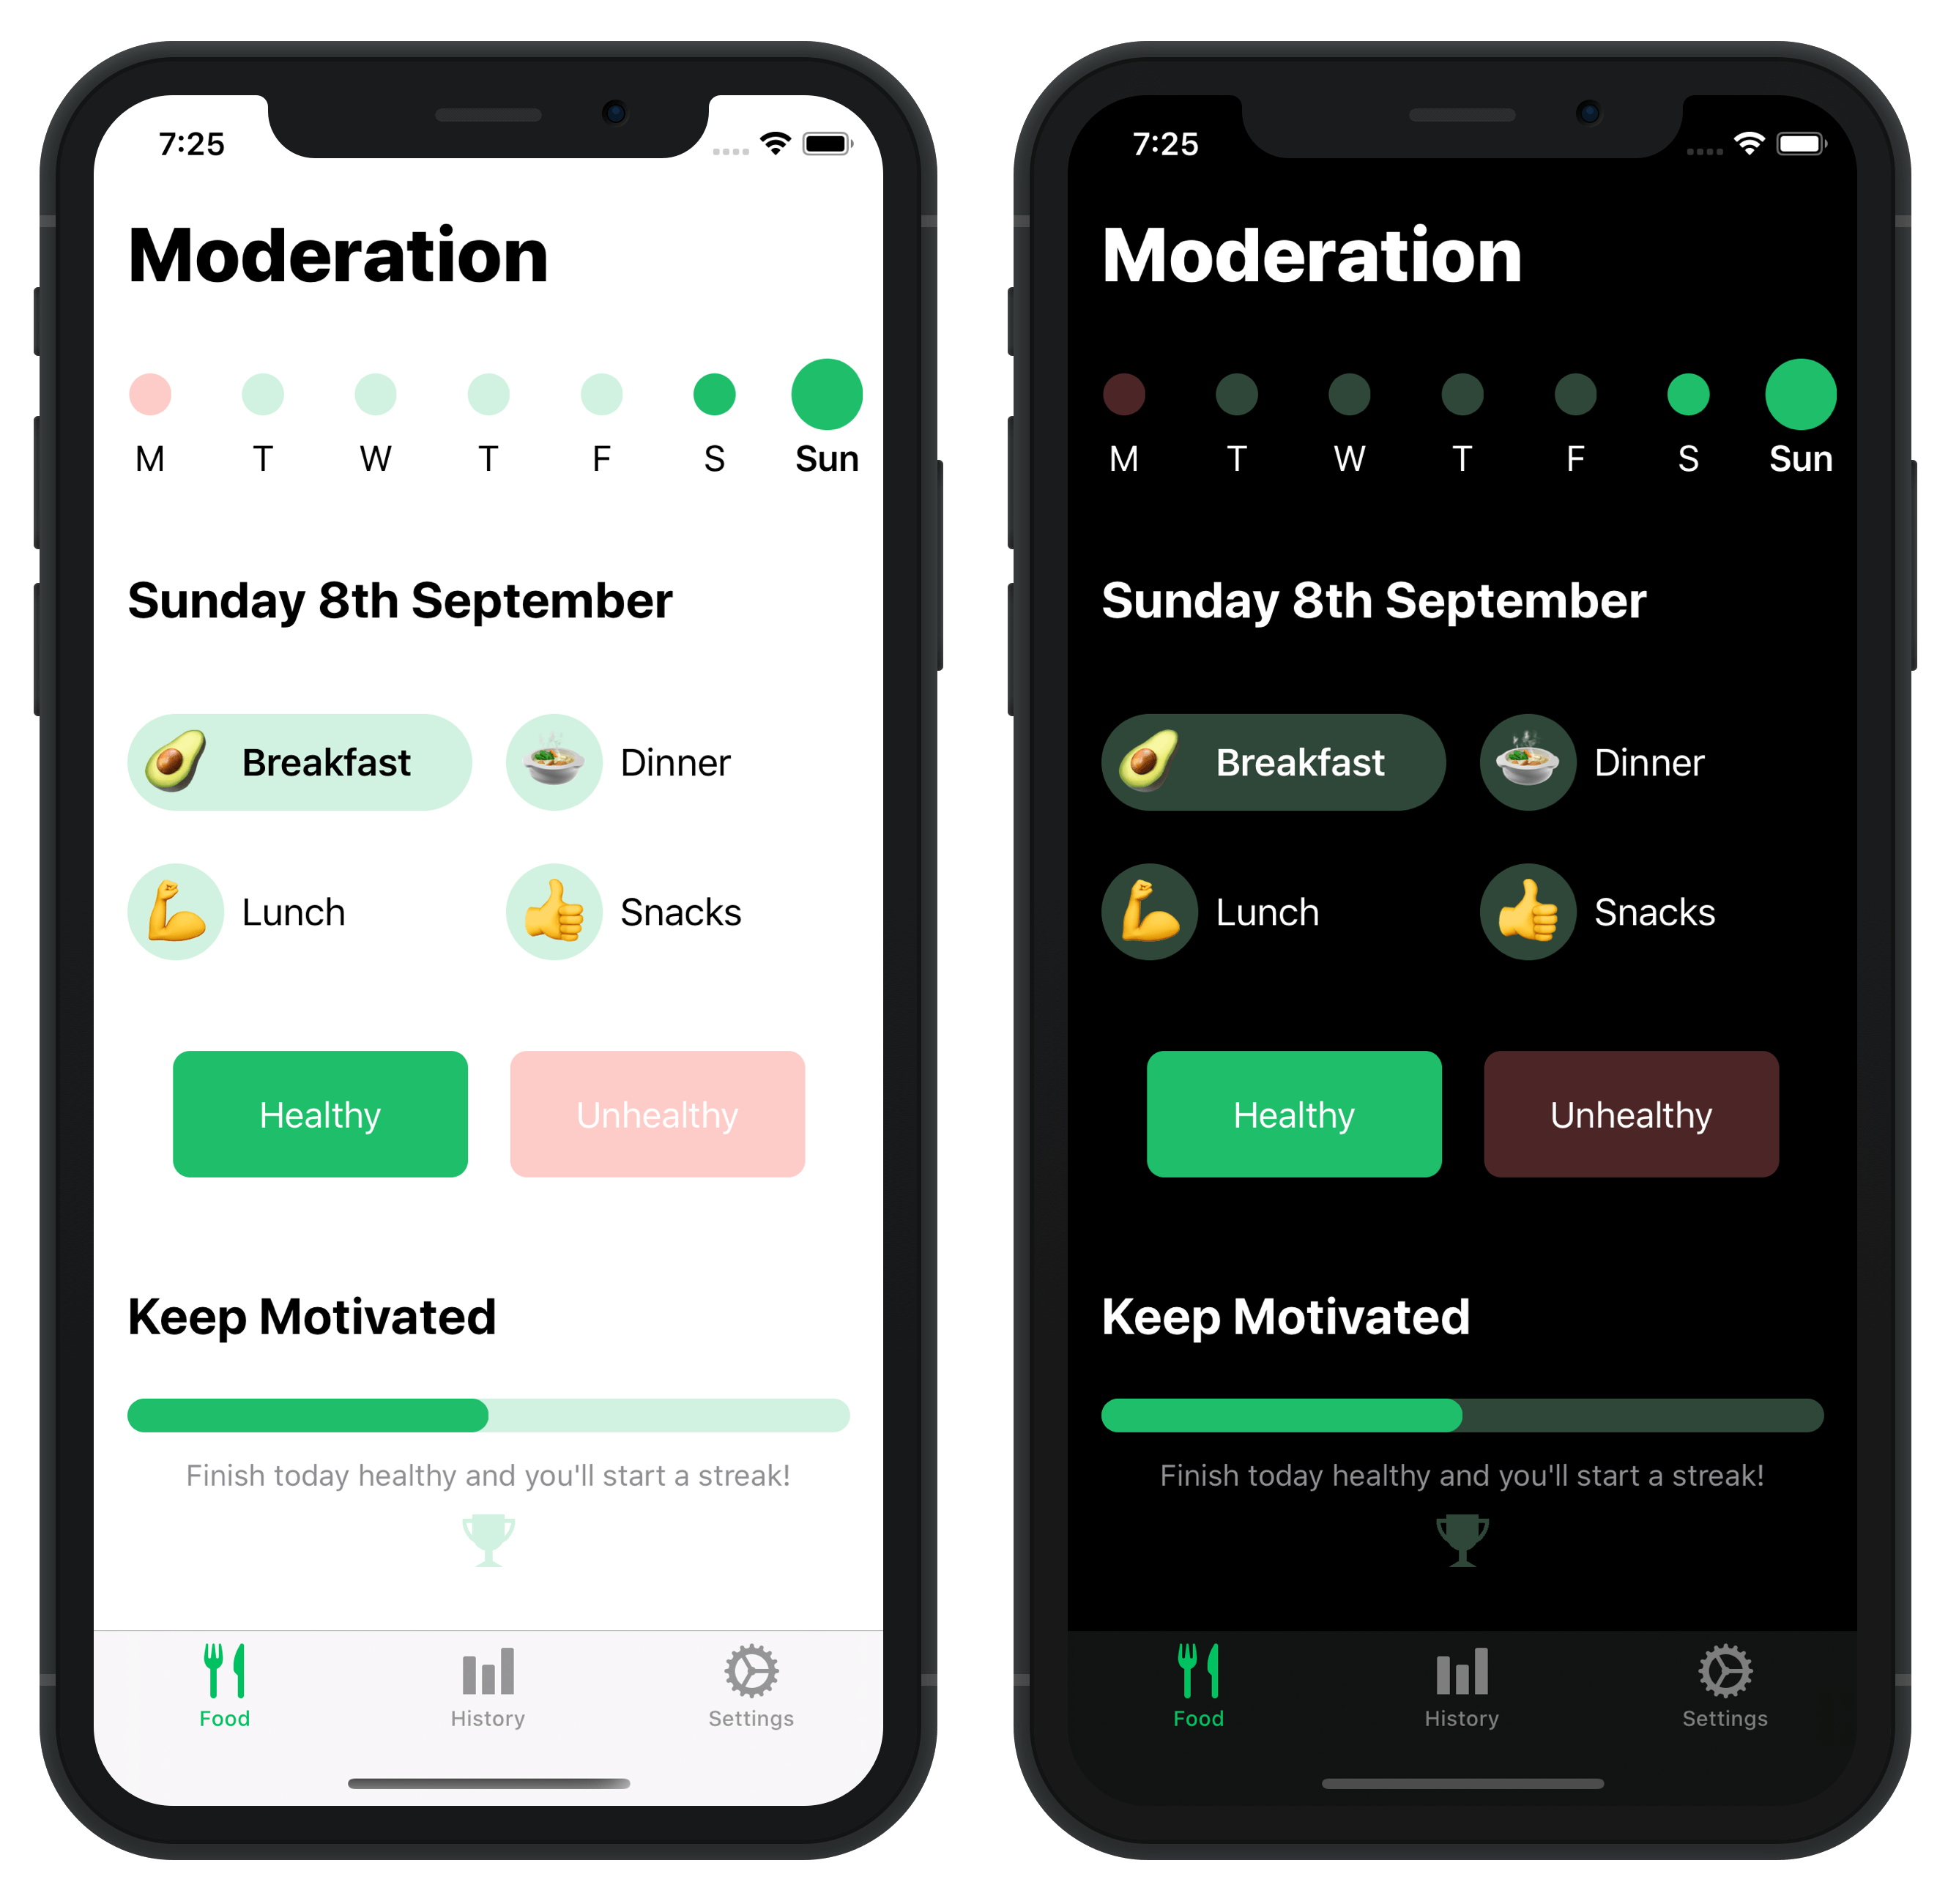 7:25
Moderation
M T W T F S Sun
Sunday 8th September
Breakfast Dinner
Lunch Snacks
Healthy Unhealthy
Keep Motivated
Finish today healthy and you'll start a streak!
Food History Settings
7:25
Moderation
M T W T F S Sun
Sunday 8th September
Breakfast Dinner
Lunch Snacks
Healthy Unhealthy
Keep Motivated
Finish today healthy and you'll start a streak!
Food History Settings